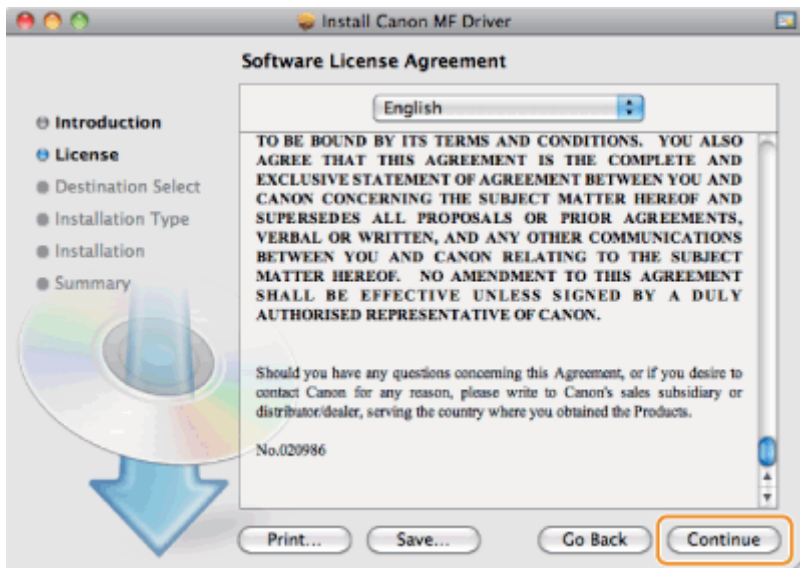 Install Canon MF Driver
Software License Agreement
Introduction
License
Destination Select
Installation Type
Installation
Summary
English
TO BE BOUND BY ITS TERMS AND CONDITIONS. YOU ALSO
AGREE THAT THIS AGREEMENT IS THE COMPLETE AND
EXCLUSIVE STATEMENT OF AGREEMENT BETWEEN YOU AND
CANON CONCERNING THE SUBJECT MATTER HEREOF AND
SUPERSEDES ALL PROPOSALS OR PRIOR AGREEMENTS,
VERBAL OR WRITTEN, AND ANY OTHER COMMUNICATIONS
BETWEEN YOU AND CANON RELATING TO THE SUBJECT
MATTER HEREOF. NO AMENDMENT TO THIS AGREEMENT
SHALL BE EFFECTIVE UNLESS SIGNED BY A DULY
AUTHORISED REPRESENTATIVE OF CANON.
Should you have any questions concerning this Agreement, or if you desire to
contact Canon for any reason, please write to Canon's sales subsidiary or
distributor/dealer, serving the country where you obtained the Products.
No.020986
Print...
Save...
Go Back
Continue